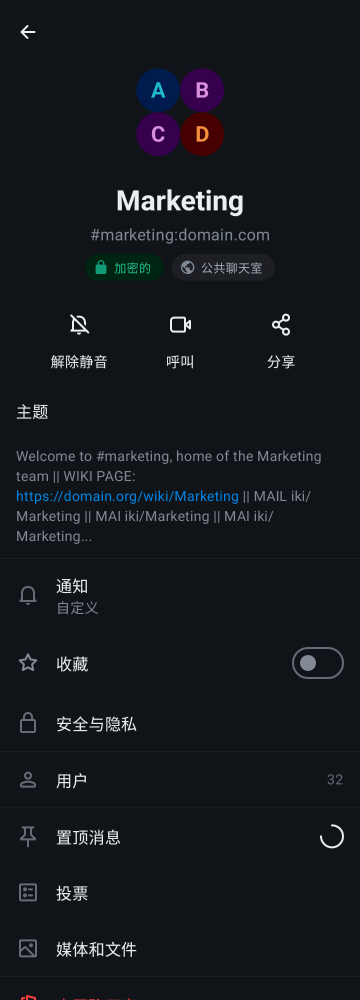 A B
C D
Marketing
#marketing:domain.com
加密的 公共聊天室
解除静音 呼叫 分享
主题
Welcome to #marketing, home of the Marketing
team || WIKI PAGE:
https://domain.org/wiki/Marketing || MAIL iki/
Marketing || MAI iki/Marketing || MAI iki/
Marketing...
通知
自定义
收藏
安全与隐私
用户 32
置顶消息
投票
媒体和文件